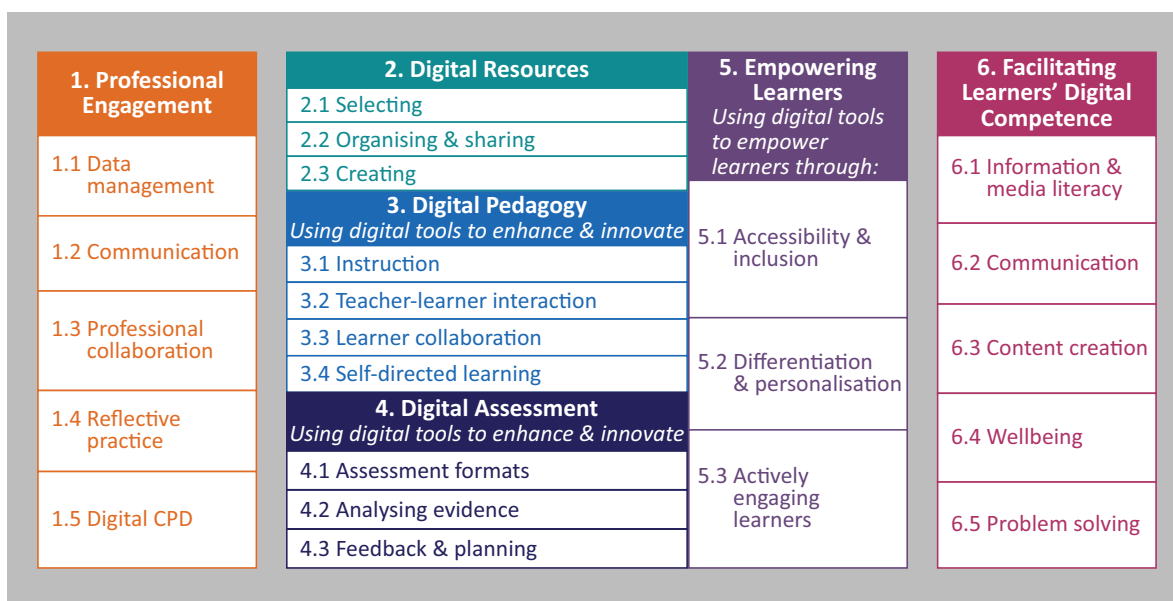 1. Professional
Engagement
1.1 Data
management
1.2 Communication
1.3 Professional
collaboration
1.4 Reflective
practice
1.5 Digital CPD
2. Digital Resources
2.1 Selecting
2.2 Organising & sharing
2.3 Creating
3. Digital Pedagogy
Using digital tools to enhance & innovate
3.1 Instruction
3.2 Teacher-learner interaction
3.3 Learner collaboration
3.4 Self-directed learning
4. Digital Assessment
Using digital tools to enhance & innovate
4.1 Assessment formats
4.2 Analysing evidence
4.3 Feedback & planning
5. Empowering
Learners
Using digital tools
to empower
learners through:
5.1 Accessibility &
inclusion
5.2 Differentiation
& personalisation
5.3 Actively
engaging
learners
6. Facilitating
Learners’ Digital
Competence
6.1 Information &
media literacy
6.2 Communication
6.3 Content creation
6.4 Wellbeing
6.5 Problem solving